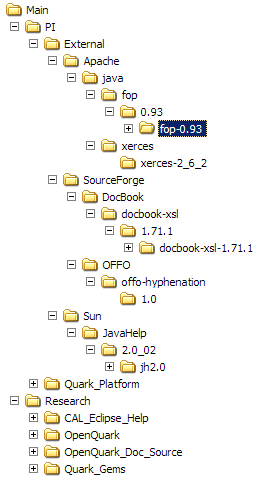 Main
PI
External
Apache
java
fop
0.93
fop-0.93
xerces
xerces-2_6_2
SourceForge
DocBook
docbook-xsl
1.71.1
docbook-xsl-1.71.1
OFFO
offo-hyphenation
1.0
Sun
JavaHelp
2.0_02
jh2.0
Quark_Platform
Research
CAL_Eclipse_Help
OpenQuark
OpenQuark_Doc_Source
Quark_Gems